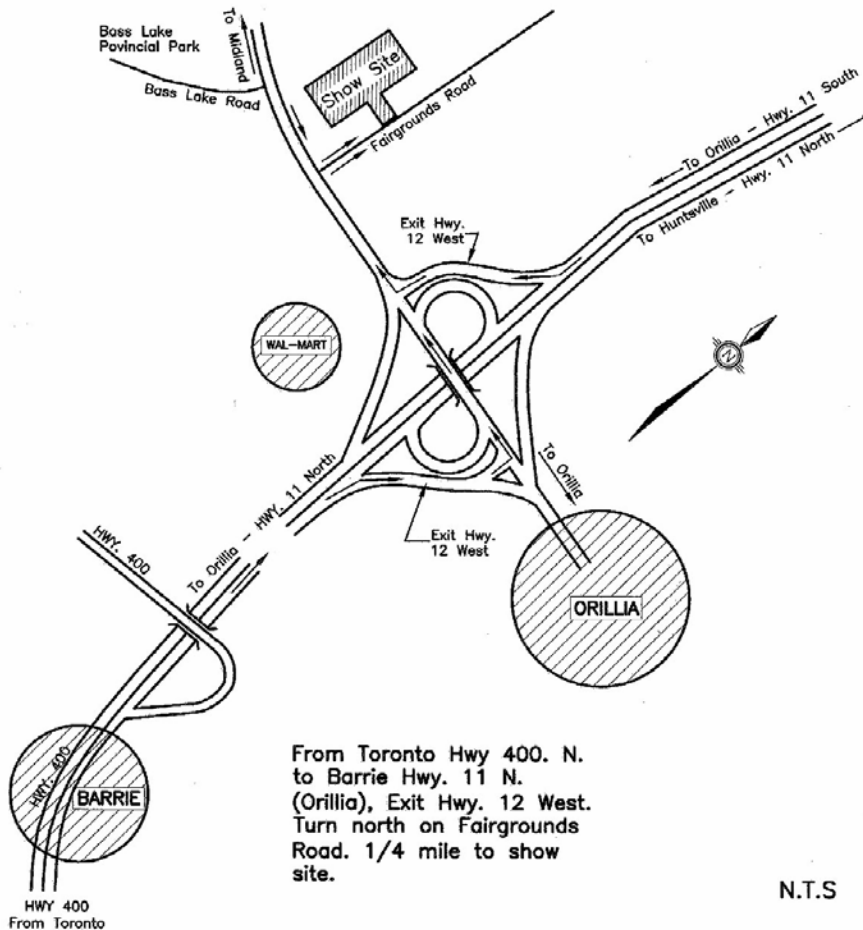 Bass Lake
Povincial Park
To Midland
Bass Lake Road
Show Site
Fairgrounds Road
To Orillia - Hwy. 11 South
To Huntsville - Hwy. 11 North
Exit Hwy.
12 West
WAL-MART
N
To Orillia
To Orillia - HWY. 11 North
Exit Hwy.
12 West
HWY. 400
ORILLIA
HWY. 400
BARRIE
From Toronto Hwy 400. N.
to Barrie Hwy. 11 N.
(Orillia), Exit Hwy. 12 West.
Turn north on Fairgrounds
Road. 1/4 mile to show
site.
N.T.S
HWY 400
From Toronto